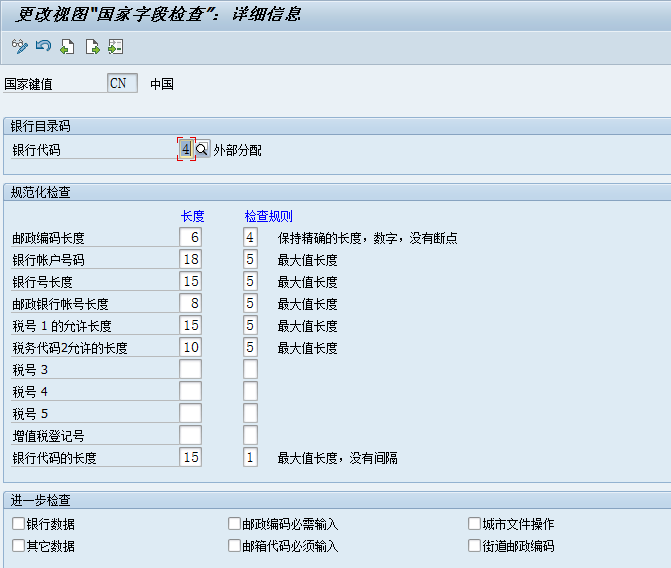 更改视图“国家字段检查”：详细信息
国家键值 CN 中国
银行目录码
银行代码 4 外部分配
规范化检查
长度 检查规则
邮政编码长度 6 4 保持精确的长度，数字，没有断点
银行帐户号码 18 5 最大值长度
银行号长度 15 5 最大值长度
邮政银行帐号长度 8 5 最大值长度
税号 1 的允许长度 15 5 最大值长度
税务代码2允许的长度 10 5 最大值长度
税号 3
税号 4
税号 5
增值税登记号
银行代码的长度 15 1 最大值长度，没有间隔
进一步检查
银行数据 邮政编码必需输入 城市文件操作
其它数据 邮箱代码必须输入 街道邮政编码